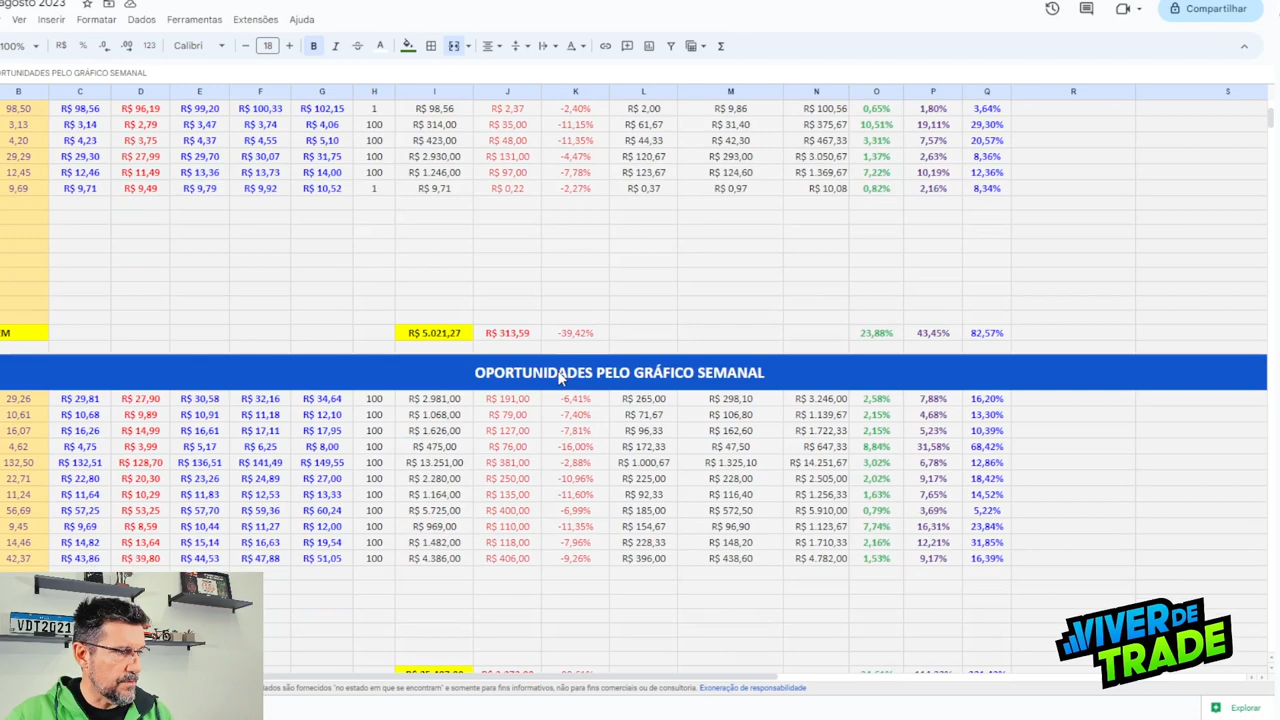 agosto 2023
Compartilhar
Ver Inserir Formatar Dados Ferramentas Extensões Ajuda
100% R$ % .0 .00 123 Calibri 18 B I A
ORTUNIDADES PELO GRÁFICO SEMANAL
B C D E F G H I J K L M N O P Q R S
98,50 R$ 98,56 R$ 96,19 R$ 99,20 R$ 100,33 R$ 102,15 1 R$ 98,56 R$ 2,37 -2,40% R$ 2,00 R$ 9,86 R$ 100,56 0,65% 1,80% 3,64%
3,13 R$ 3,14 R$ 2,79 R$ 3,47 R$ 3,74 R$ 4,06 100 R$ 314,00 R$ 35,00 -11,15% R$ 61,67 R$ 31,40 R$ 375,67 10,51% 19,11% 29,30%
4,20 R$ 4,23 R$ 3,75 R$ 4,37 R$ 4,55 R$ 5,10 100 R$ 423,00 R$ 48,00 -11,35% R$ 44,33 R$ 42,30 R$ 467,33 3,31% 7,57% 20,57%
29,29 R$ 29,30 R$ 27,99 R$ 29,70 R$ 30,07 R$ 31,75 100 R$ 2.930,00 R$ 131,00 -4,47% R$ 120,67 R$ 293,00 R$ 3.050,67 1,37% 2,63% 8,36%
12,45 R$ 12,46 R$ 11,49 R$ 13,36 R$ 13,73 R$ 14,00 100 R$ 1.246,00 R$ 97,00 -7,78% R$ 123,67 R$ 124,60 R$ 1.369,67 7,22% 10,19% 12,36%
9,69 R$ 9,71 R$ 9,49 R$ 9,79 R$ 9,92 R$ 10,52 1 R$ 9,71 R$ 0,22 -2,27% R$ 0,37 R$ 0,97 R$ 10,08 0,82% 2,16% 8,34%
EM R$ 5.021,27 R$ 313,59 -39,42% 23,88% 43,45% 82,57%
OPORTUNIDADES PELO GRÁFICO SEMANAL
29,26 R$ 29,81 R$ 27,90 R$ 30,58 R$ 32,16 R$ 34,64 100 R$ 2.981,00 R$ 191,00 -6,41% R$ 265,00 R$ 298,10 R$ 3.246,00 2,58% 7,88% 16,20%
10,61 R$ 10,68 R$ 9,89 R$ 10,91 R$ 11,18 R$ 12,10 100 R$ 1.068,00 R$ 79,00 -7,40% R$ 71,67 R$ 106,80 R$ 1.139,67 2,15% 4,68% 13,30%
16,07 R$ 16,26 R$ 14,99 R$ 16,61 R$ 17,11 R$ 17,95 100 R$ 1.626,00 R$ 127,00 -7,81% R$ 96,33 R$ 162,60 R$ 1.722,33 2,15% 5,23% 10,39%
4,62 R$ 4,75 R$ 3,99 R$ 5,17 R$ 6,25 R$ 8,00 100 R$ 475,00 R$ 76,00 -16,00% R$ 172,33 R$ 47,50 R$ 647,33 8,84% 31,58% 68,42%
132,50 R$ 132,51 R$ 128,70 R$ 136,51 R$ 141,49 R$ 149,55 100 R$ 13.251,00 R$ 381,00 -2,88% R$ 1.000,67 R$ 1.325,10 R$ 14.251,67 3,02% 6,78% 12,86%
22,71 R$ 22,80 R$ 20,30 R$ 23,26 R$ 24,89 R$ 27,00 100 R$ 2.280,00 R$ 250,00 -10,96% R$ 225,00 R$ 228,00 R$ 2.505,00 2,02% 9,17% 18,42%
11,24 R$ 11,64 R$ 10,29 R$ 11,83 R$ 12,53 R$ 13,33 100 R$ 1.164,00 R$ 135,00 -11,60% R$ 92,33 R$ 116,40 R$ 1.256,33 1,63% 7,65% 14,52%
56,69 R$ 57,25 R$ 53,25 R$ 57,70 R$ 59,36 R$ 60,24 100 R$ 5.725,00 R$ 400,00 -6,99% R$ 185,00 R$ 572,50 R$ 5.910,00 0,79% 3,69% 5,22%
9,45 R$ 9,69 R$ 8,59 R$ 10,44 R$ 11,27 R$ 12,00 100 R$ 969,00 R$ 110,00 -11,35% R$ 154,67 R$ 96,90 R$ 1.123,67 7,74% 16,31% 23,84%
14,46 R$ 14,82 R$ 13,64 R$ 15,14 R$ 16,63 R$ 19,54 100 R$ 1.482,00 R$ 118,00 -7,96% R$ 228,33 R$ 148,20 R$ 1.710,33 2,16% 12,21% 31,85%
42,37 R$ 43,86 R$ 39,80 R$ 44,53 R$ 47,88 R$ 51,05 100 R$ 4.386,00 R$ 406,00 -9,26% R$ 396,00 R$ 438,60 R$ 4.782,00 1,53% 9,17% 16,39%
VDT2021
VIVER DE
TRADE
dados são fornecidos "no estado em que se encontram" e somente para fins informativos, não para fins comerciais ou de consultoria. Exoneração de responsabilidade
Explorar